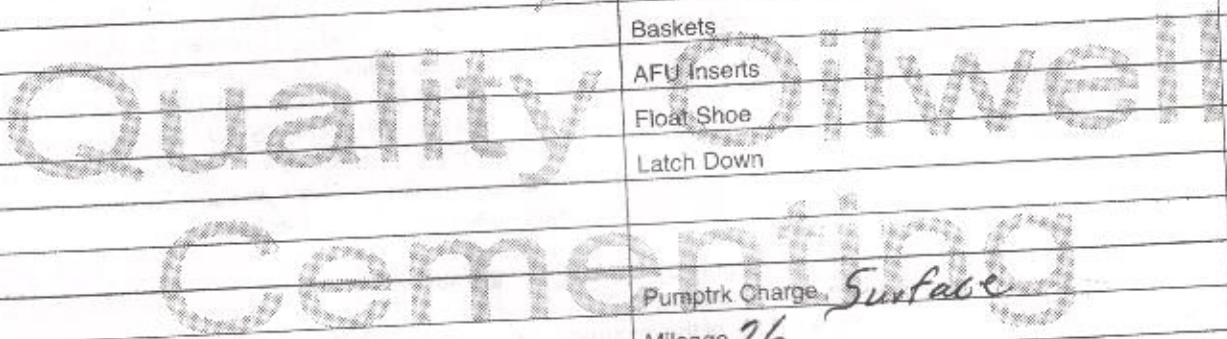 Baskets
Quality Oilwell
AFU Inserts
Float Shoe
Latch Down
Cementing
Pumptrk Charge Surface
Mileage 26